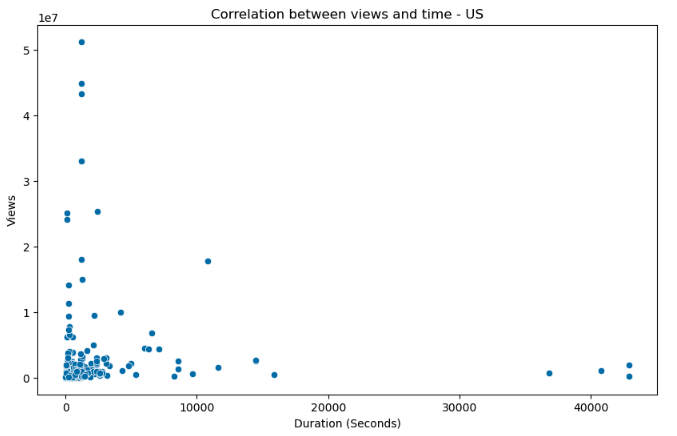 Correlation between views and time - US
1e7
5
4
3
2
1
0
Views
0 10000 20000 30000 40000
Duration (Seconds)